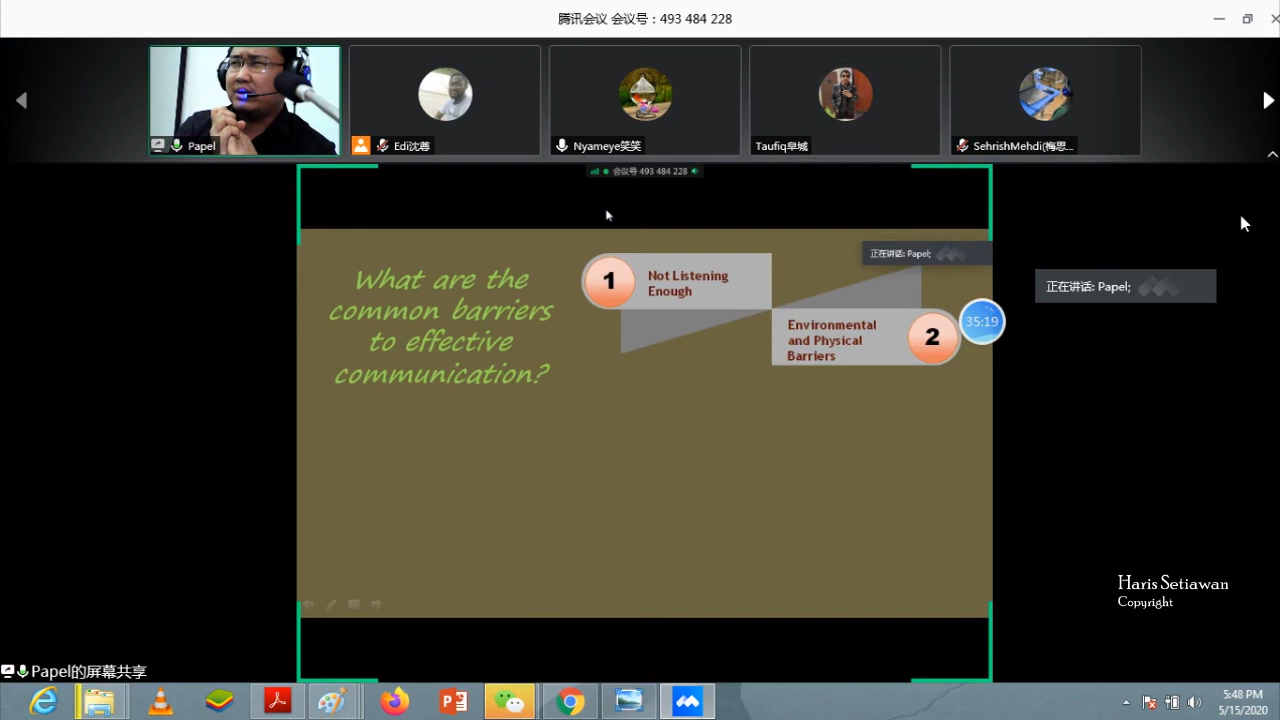 腾讯会议 会议号：493 484 228
Papel
Edi沈蕚
Nyameye笑笑
Taufiq阜城
SehrishMehdi(梅思...
会议号 493 484 228
What are the
common barriers
to effective
communication?
1
Not Listening
Enough
正在讲话: Papel;
Environmental
and Physical
Barriers
2
35:19
正在讲话: Papel;
Haris Setiawan
Copyright
Papel的屏幕共享
5:48 PM
5/15/2020